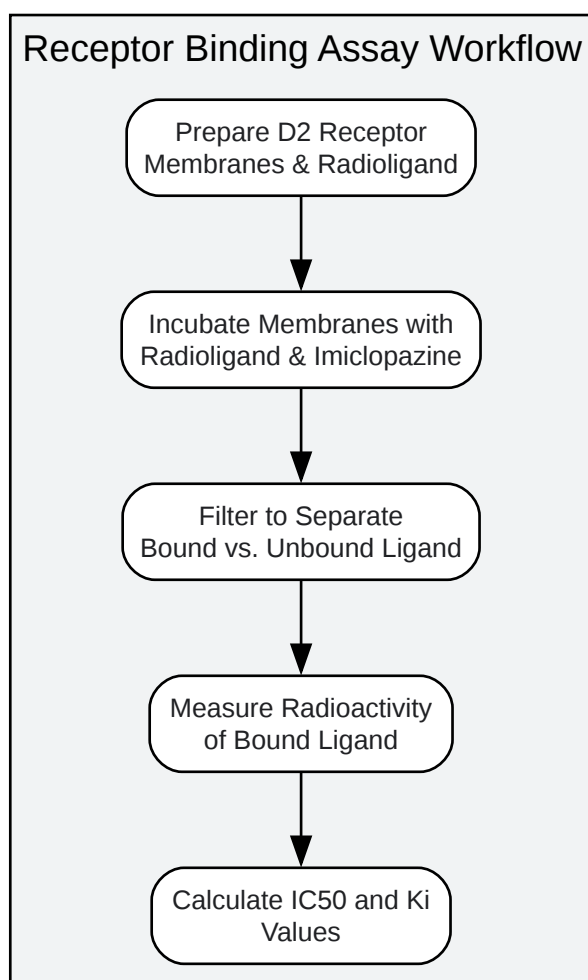 Receptor Binding Assay Workflow
Prepare D2 Receptor
Membranes & Radioligand
Incubate Membranes with
Radioligand & Imiclopazine
Filter to Separate
Bound vs. Unbound Ligand
Measure Radioactivity
of Bound Ligand
Calculate IC50 and Ki
Values